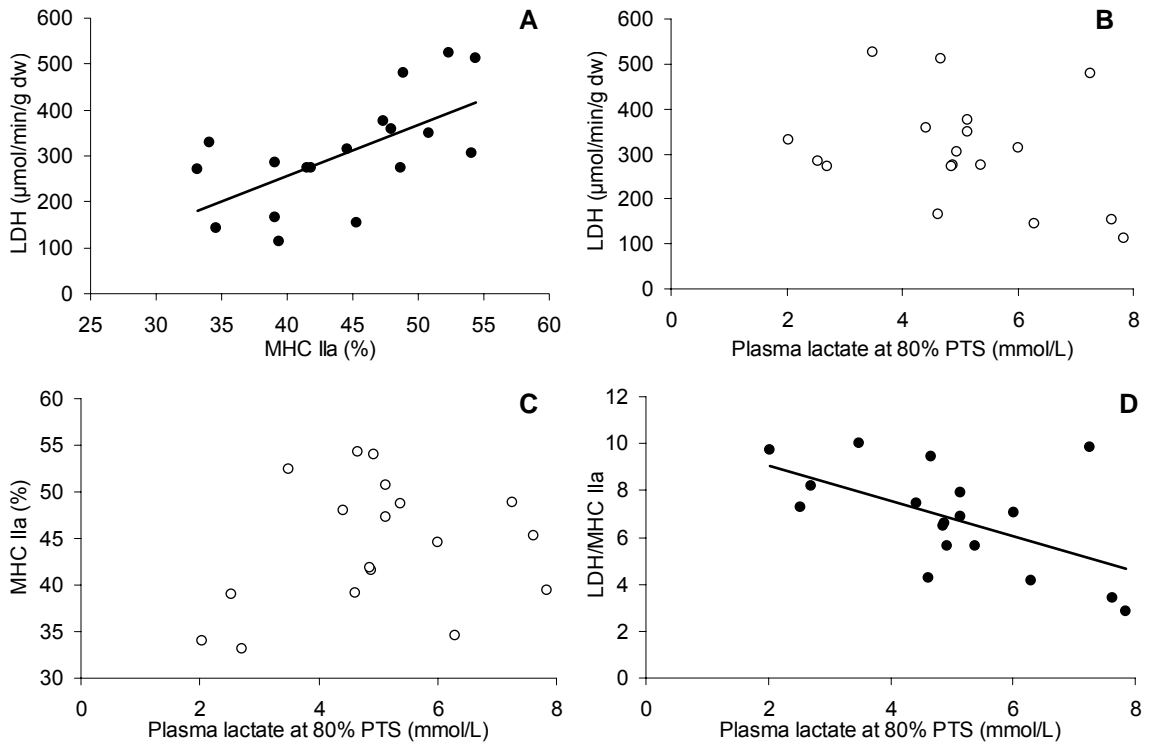 A
LDH (µmol/min/g dw)
600
500
400
300
200
100
0
25 30 35 40 45 50 55 60
MHC IIa (%)
B
LDH (µmol/min/g dw)
600
500
400
300
200
100
0
0 2 4 6 8
Plasma lactate at 80% PTS (mmol/L)
C
MHC IIa (%)
60
55
50
45
40
35
30
0 2 4 6 8
Plasma lactate at 80% PTS (mmol/L)
D
LDH/MHC IIa
12
10
8
6
4
2
0
0 2 4 6 8
Plasma lactate at 80% PTS (mmol/L)